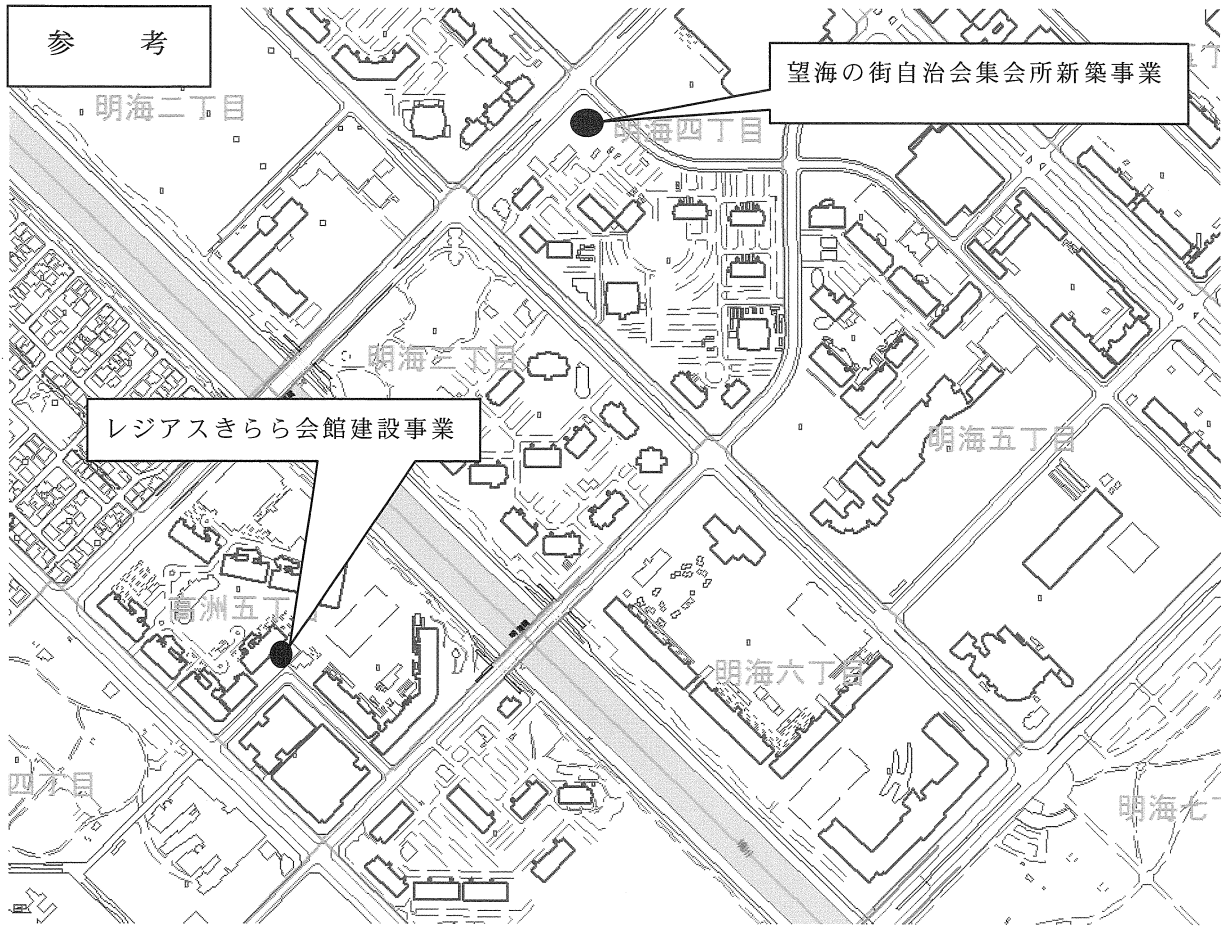 参　考
望海の街自治会集会所新築事業
明海二丁目
明海四丁目
明海三丁目
レジアスきらら会館建設事業
明海五丁目
高洲五丁目
明海六丁目
四丁目
明海七丁